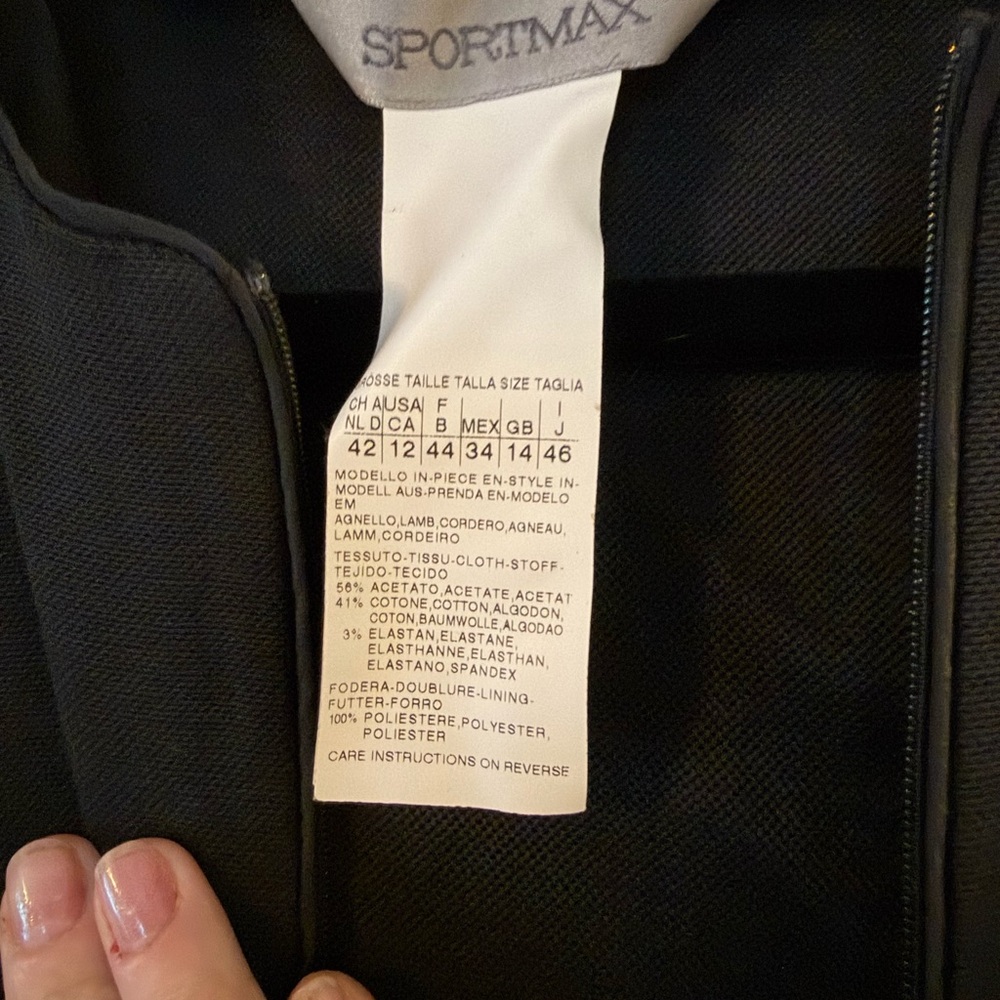 SPORTMAX
GRÖSSE TAILLE TALLA SIZE TAGLIA
CH A USA F I
NL D CA B MEX GB J
42 12 44 34 14 46
MODELLO IN-PIECE EN-STYLE IN-
MODELL AUS-PRENDA EN-MODELO
EM
AGNELLO,LAMB,CORDERO,AGNEAU,
LAMM,CORDEIRO
TESSUTO-TISSU-CLOTH-STOFF-
TEJIDO-TECIDO
56% ACETATO,ACETATE,ACETAT
41% COTONE,COTTON,ALGODON,
COTON,BAUMWOLLE,ALGODAO
3% ELASTAN,ELASTANE,
ELASTHANNE,ELASTHAN,
ELASTANO,SPANDEX
FODERA-DOUBLURE-LINING-
FUTTER-FORRO
100% POLIESTERE,POLYESTER,
POLIESTER
CARE INSTRUCTIONS ON REVERSE